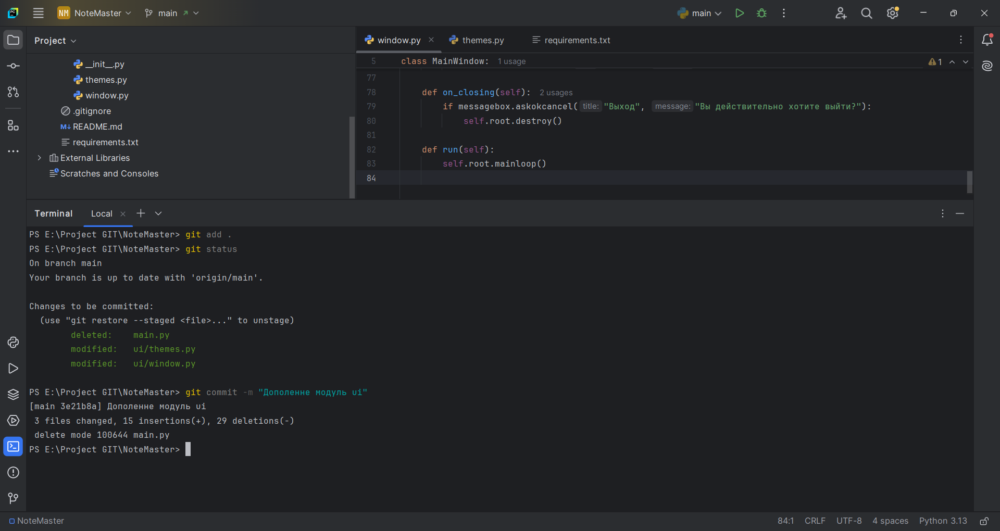 NM NoteMaster main main
Project
window.py themes.py requirements.txt
__init__.py
themes.py
window.py
.gitignore
M↓ README.md
requirements.txt
External Libraries
Scratches and Consoles
5 class MainWindow: 1 usage
1
77
78 def on_closing(self): 2 usages
79 if messagebox.askokcancel( title: "Выход", message: "Вы действительно хотите выйти?"):
80 self.root.destroy()
81
82 def run(self):
83 self.root.mainloop()
84
Terminal Local
PS E:\Project GIT\NoteMaster> git add .
PS E:\Project GIT\NoteMaster> git status
On branch main
Your branch is up to date with 'origin/main'.
Changes to be committed:
(use "git restore --staged <file>..." to unstage)
deleted: main.py
modified: ui/themes.py
modified: ui/window.py
PS E:\Project GIT\NoteMaster> git commit -m "Дополенне модуль ui"
[main 3e21b8a] Дополенне модуль ui
3 files changed, 15 insertions(+), 29 deletions(-)
delete mode 100644 main.py
PS E:\Project GIT\NoteMaster>
NoteMaster 84:1 CRLF UTF-8 4 spaces Python 3.13